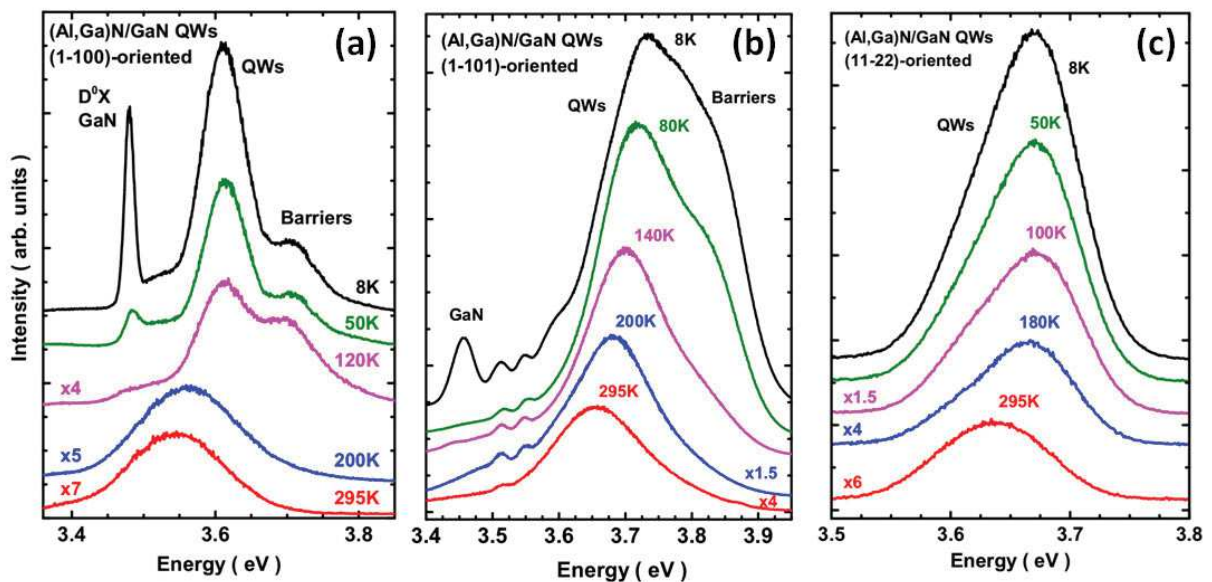 Intensity ( arb. units)
(Al,Ga)N/GaN QWs
(1-100)-oriented
(a)
QWs
D⁰X
GaN
Barriers
8K
50K
120K
x4
x5
200K
x7
295K
3.4
3.5
3.6
3.7
3.8
Energy ( eV )
(Al,Ga)N/GaN QWs
(1-101)-oriented
(b)
8K
QWs
Barriers
80K
140K
GaN
200K
295K
x1.5
x4
3.4
3.5
3.6
3.7
3.8
3.9
Energy ( eV )
(Al,Ga)N/GaN QWs
(11-22)-oriented
(c)
8K
QWs
50K
100K
180K
x1.5
x4
295K
x6
3.5
3.6
3.7
3.8
Energy ( eV )